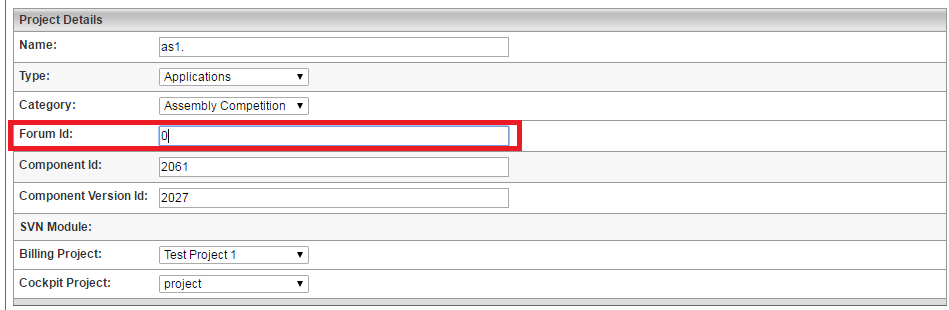 Project Details
Name: as1.
Type: Applications
Category: Assembly Competition
Forum Id: 0
Component Id: 2061
Component Version Id: 2027
SVN Module:
Billing Project: Test Project 1
Cockpit Project: project